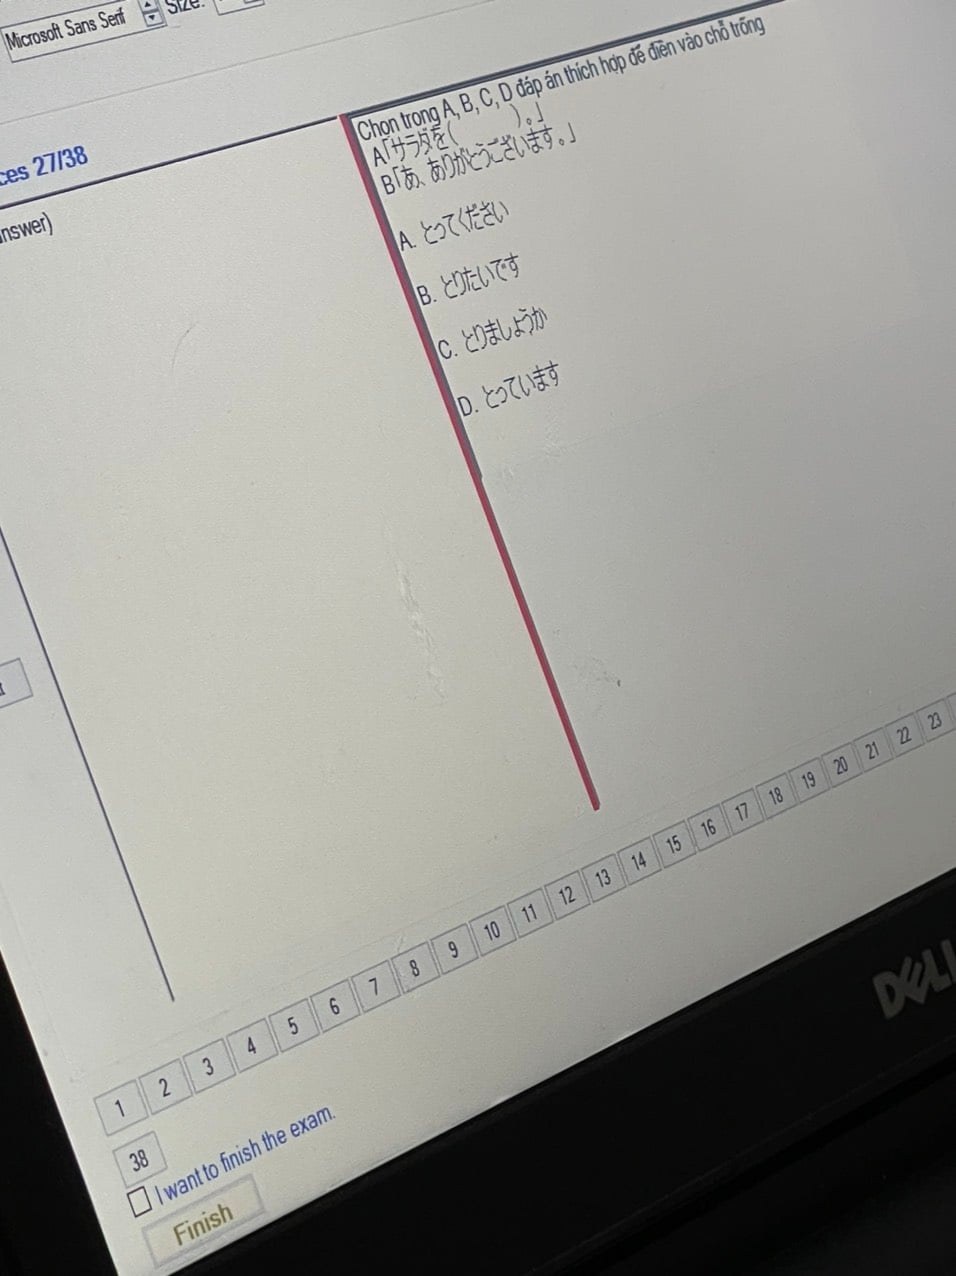 Microsoft Sans Serif
Size:
ces 27/38
nswer)
Chọn trong A, B, C, D đáp án thích hợp để điền vào chỗ trống
A「サラダを(　　　)。」
B「あ、ありがとうございます。」
A. とってください
B. とりたいです
C. とりましょうか
D. とっています
1 2 3 4 5 6 7 8 9 10 11 12 13 14 15 16 17 18 19 20 21 22 23
38
I want to finish the exam.
Finish
DELL